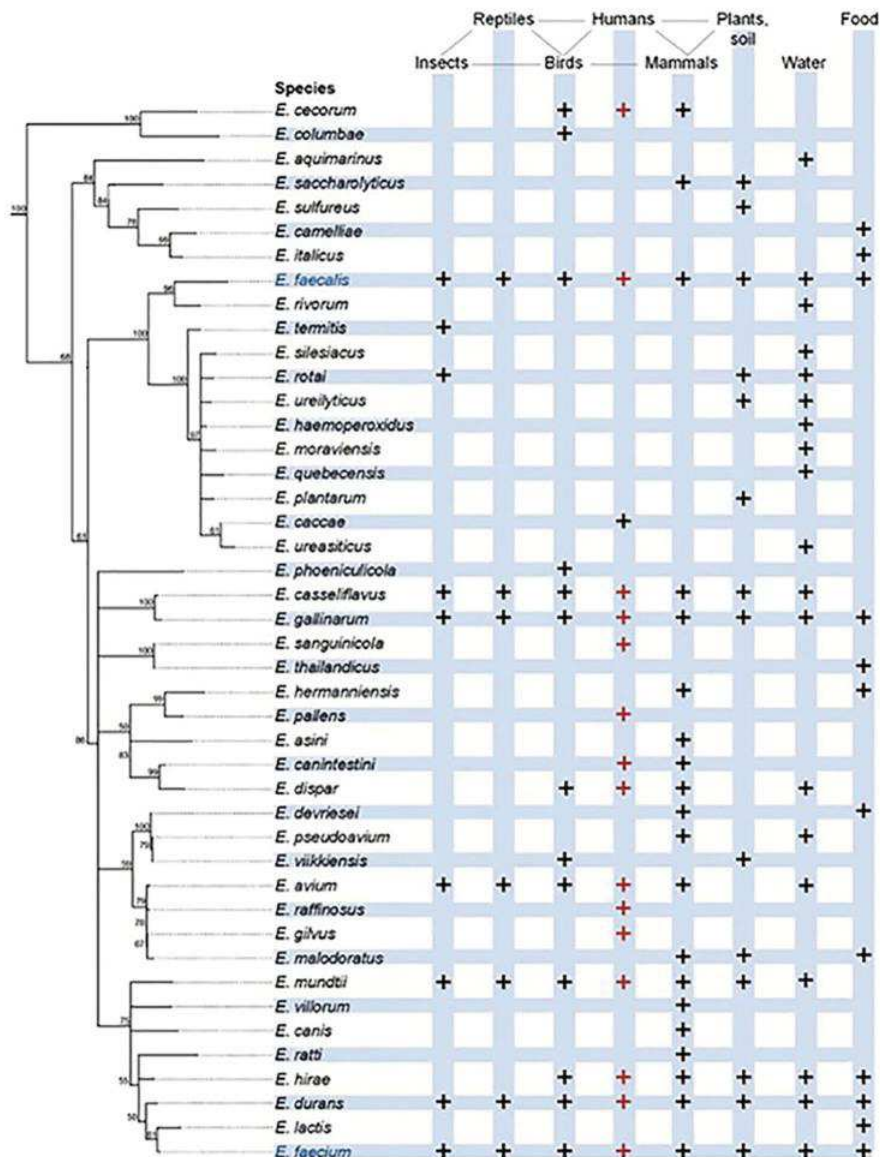 Reptiles Humans Plants, soil Food
Insects Birds Mammals Water
Species
E. cecorum + + +
E. columbae +
E. aquimarinus +
E. saccharolyticus + +
E. sulfureus +
E. camelliae +
E. italicus +
E. faecalis + + + + + + + +
E. rivorum +
E. termitis +
E. silesiacus +
E. rotai + + +
E. ureilyticus + +
E. haemoperoxidus +
E. moraviensis +
E. quebecensis +
E. plantarum +
E. caccae +
E. ureasiticus +
E. phoeniculicola +
E. casseliflavus + + + + + + +
E. gallinarum + + + + + + + +
E. sanguinicola +
E. thailandicus +
E. hermanniensis + +
E. pallens +
E. asini +
E. canintestini + +
E. dispar + + + +
E. devriesei + +
E. pseudoavium + +
E. viikkiensis + +
E. avium + + + + + +
E. raffinosus +
E. gilvus +
E. malodoratus + + +
E. mundtii + + + + + + +
E. villorum +
E. canis +
E. ratti +
E. hirae + + + + + +
E. durans + + + + + + + +
E. lactis +
E. faecium + + + + + + + +